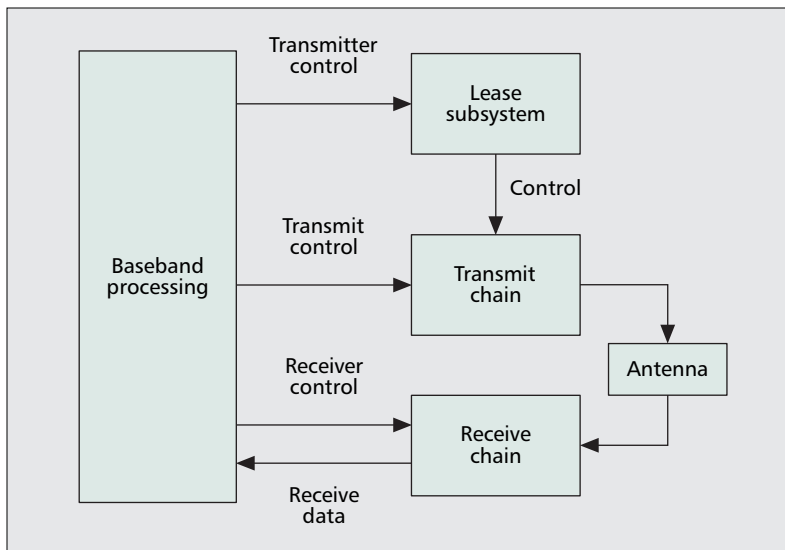 Transmitter
control
Lease
subsystem
Control
Transmit
control
Baseband
processing
Transmit
chain
Antenna
Receiver
control
Receive
chain
Receive
data